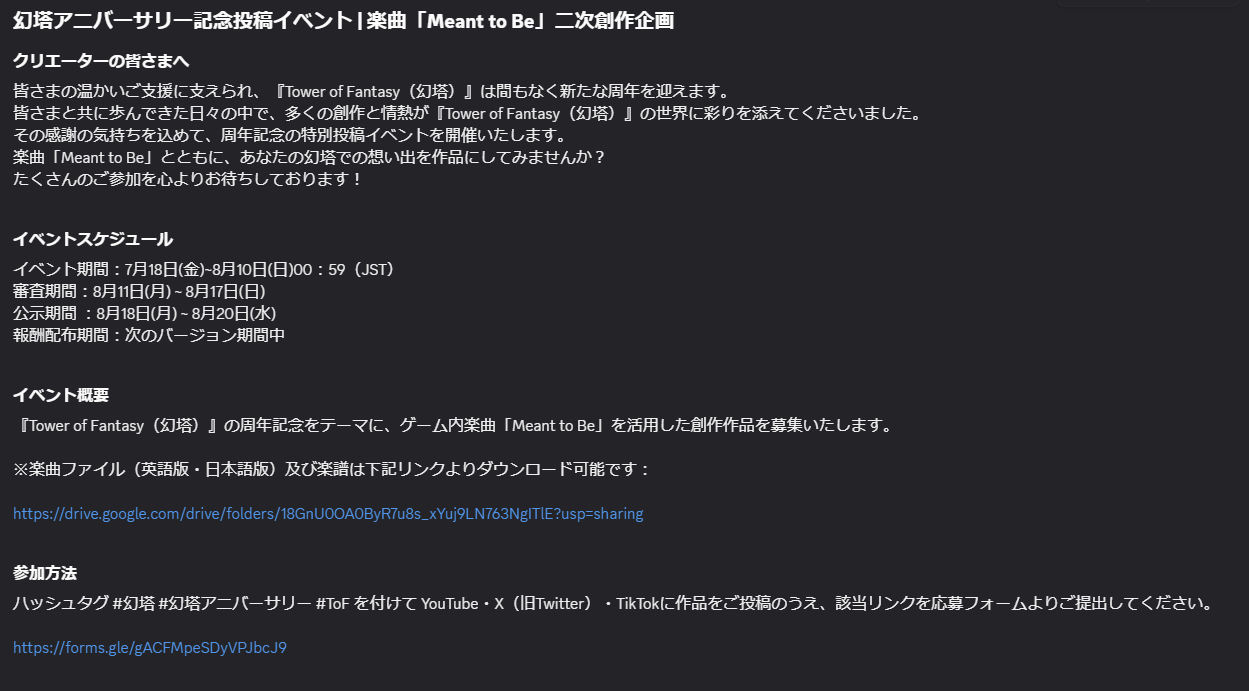 幻塔アニバーサリー記念投稿イベント | 楽曲「Meant to Be」二次創作企画
クリエーターの皆さまへ
皆さまの温かいご支援に支えられ、『Tower of Fantasy（幻塔）』は間もなく新たな周年を迎えます。
皆さまと共に歩んできた日々の中で、多くの創作と情熱が『Tower of Fantasy（幻塔）』の世界に彩りを添えてくださいました。
その感謝の気持ちを込めて、周年記念の特別投稿イベントを開催いたします。
楽曲「Meant to Be」とともに、あなたの幻塔での想い出を作品にしてみませんか？
たくさんのご参加を心よりお待ちしております！
イベントスケジュール
イベント期間：7月18日(金)~8月10日(日)00：59（JST）
審査期間：8月11日(月) ~ 8月17日(日)
公示期間 ：8月18日(月) ~ 8月20日(水)
報酬配布期間：次のバージョン期間中
イベント概要
『Tower of Fantasy（幻塔）』の周年記念をテーマに、ゲーム内楽曲「Meant to Be」を活用した創作作品を募集いたします。
※楽曲ファイル（英語版・日本語版）及び楽譜は下記リンクよりダウンロード可能です：
https://drive.google.com/drive/folders/18GnU0OA0ByR7u8s_xYuj9LN763NgITlE?usp=sharing
参加方法
ハッシュタグ #幻塔 #幻塔アニバーサリー #ToF を付けて YouTube・X（旧Twitter）・TikTokに作品をご投稿のうえ、該当リンクを応募フォームよりご提出してください。
https://forms.gle/gACFMpeSDyVPJbcJ9